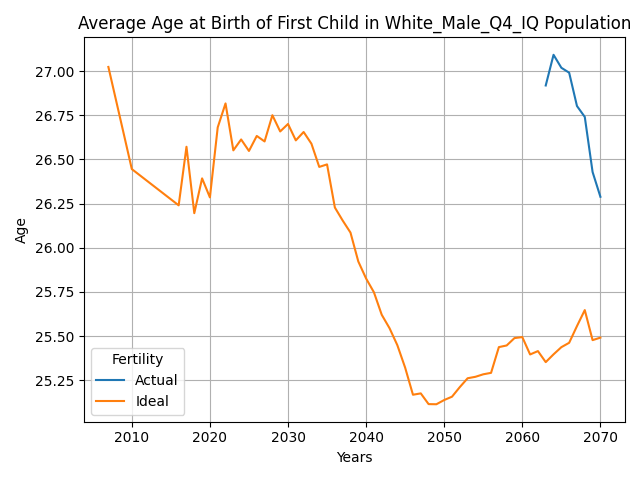 Average Age at Birth of First Child in White_Male_Q4_IQ Population
27.00
26.75
26.50
26.25
26.00
25.75
25.50
25.25
Age
Fertility
Actual
Ideal
2010 2020 2030 2040 2050 2060 2070
Years